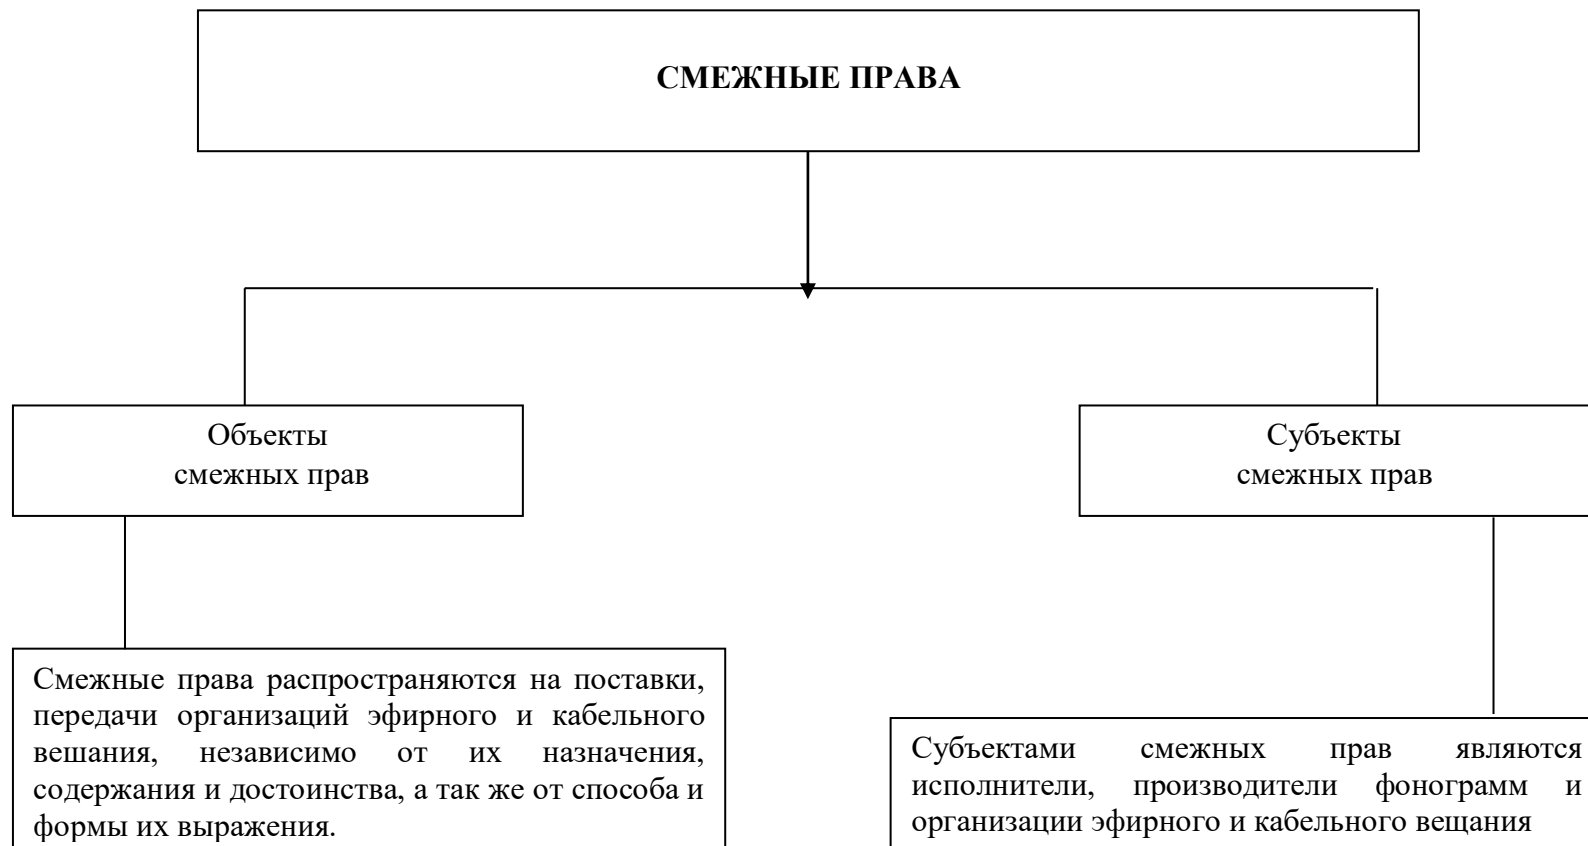 СМЕЖНЫЕ ПРАВА
Объекты
смежных прав
Субъекты
смежных прав
Смежные права распространяются на поставки,
передачи организаций эфирного и кабельного
вешания, независимо от их назначения,
содержания и достоинства, а так же от способа и
формы их выражения.
Субъектами смежных прав являются
исполнители, производители фонограмм и
организации эфирного и кабельного вещания